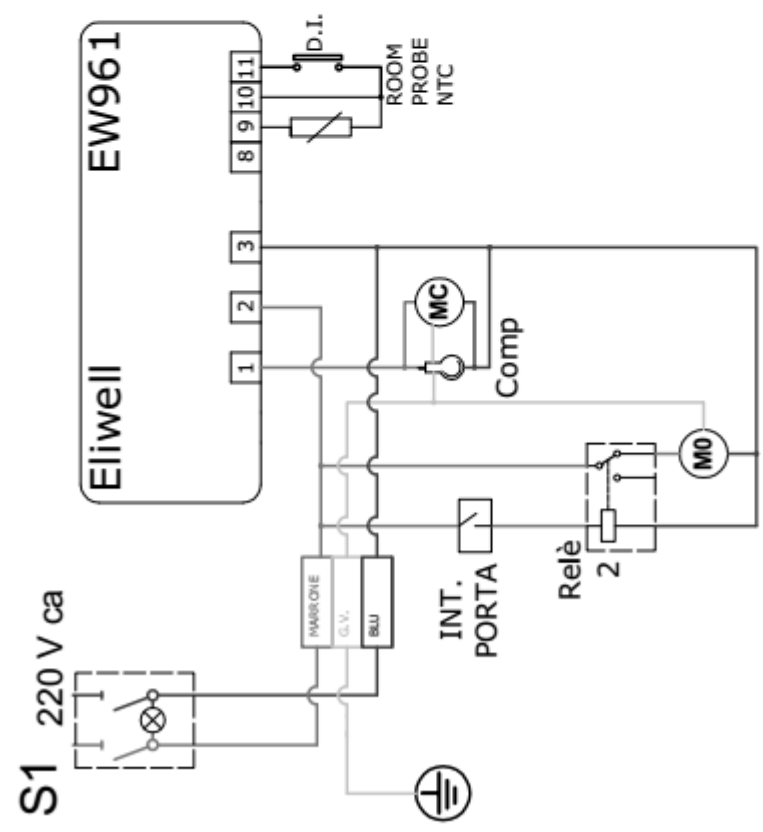 Eliwell
EW961
1
2
3
8
9
10
11
D.I.
ROOM
PROBE
NTC
MC
Comp
M0
Relè
2
INT.
PORTA
MARRONE
G.V.
BLU
220 V ca
S1